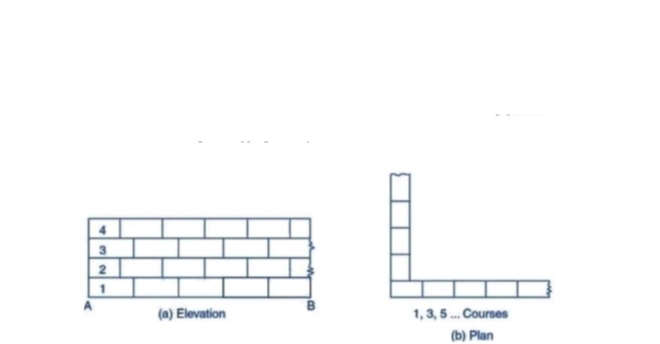 4
3
2
1
A
B
(a) Elevation
1, 3, 5 ... Courses
(b) Plan